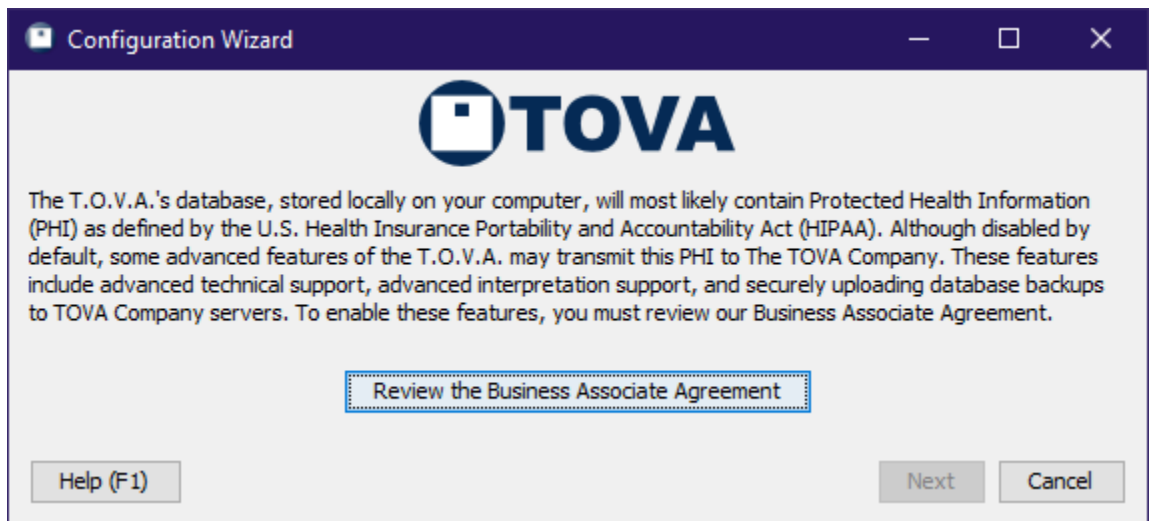 Configuration Wizard
TOVA
The T.O.V.A.'s database, stored locally on your computer, will most likely contain Protected Health Information
(PHI) as defined by the U.S. Health Insurance Portability and Accountability Act (HIPAA). Although disabled by
default, some advanced features of the T.O.V.A. may transmit this PHI to The TOVA Company. These features
include advanced technical support, advanced interpretation support, and securely uploading database backups
to TOVA Company servers. To enable these features, you must review our Business Associate Agreement.
Review the Business Associate Agreement
Help (F1)
Next
Cancel